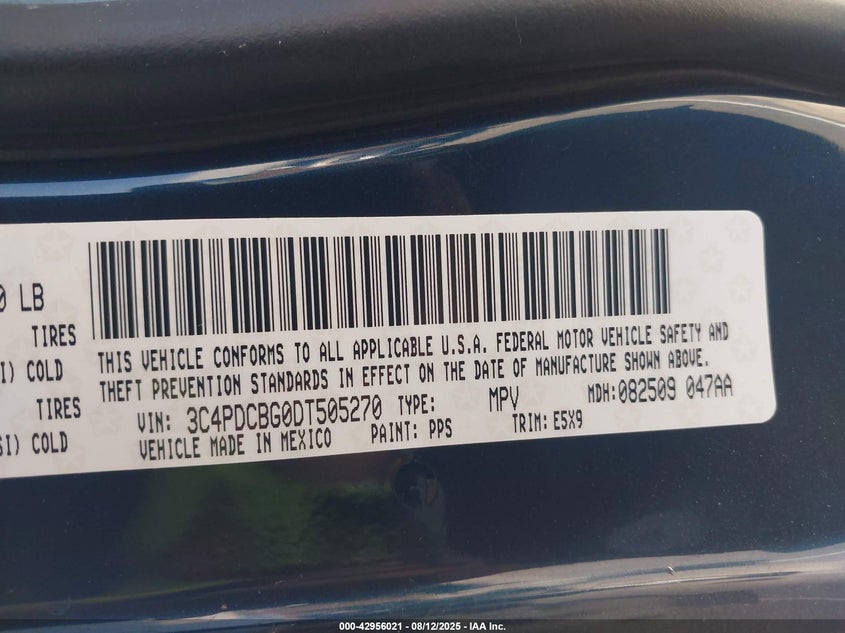 0 LB
TIRES
SI) COLD
TIRES
SI) COLD
THIS VEHICLE CONFORMS TO ALL APPLICABLE U.S.A. FEDERAL MOTOR VEHICLE SAFETY AND
THEFT PREVENTION STANDARDS IN EFFECT ON THE DATE OF MANUFACTURE SHOWN ABOVE.
VIN: 3C4PDCBG0DT505270 TYPE: MPV MDH: 082509 047AA
VEHICLE MADE IN MEXICO PAINT: PPS TRIM: E5X9
000-42956021 - 08/12/2025 - IAA Inc.